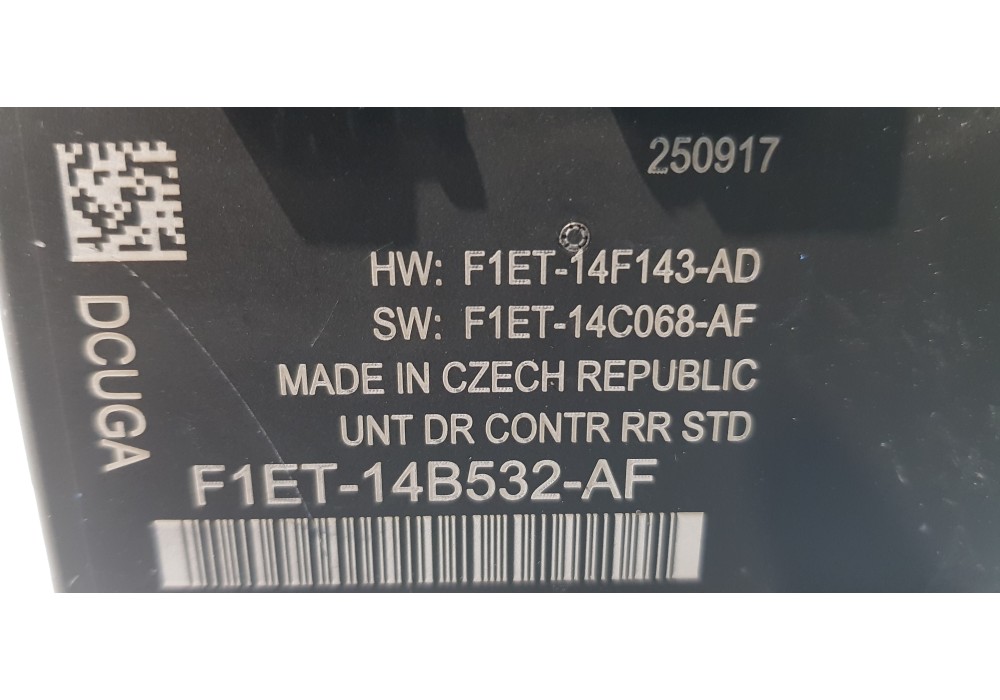 250917
HW: F1ET-14F143-AD
SW: F1ET-14C068-AF
MADE IN CZECH REPUBLIC
UNT DR CONTR RR STD
F1ET-14B532-AF
DCUGA